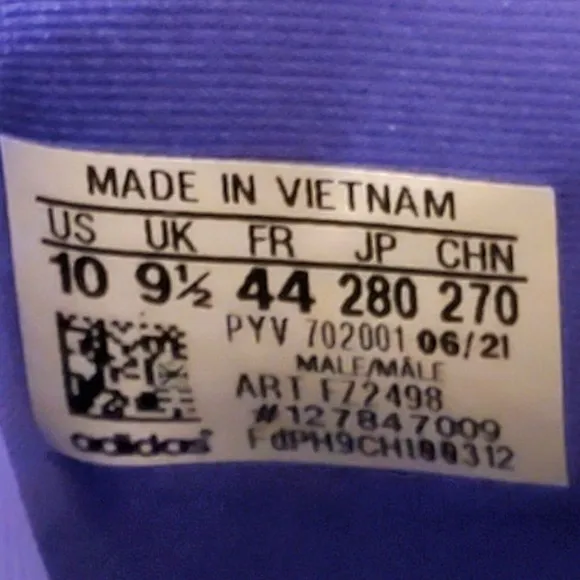 MADE IN VIETNAM
US UK FR JP CHN
10 9½ 44 280 270
PYV 702001 06/21
MALE/MÂLE
ART FZ2498
#127847009
FdPH9CH100312
adidas